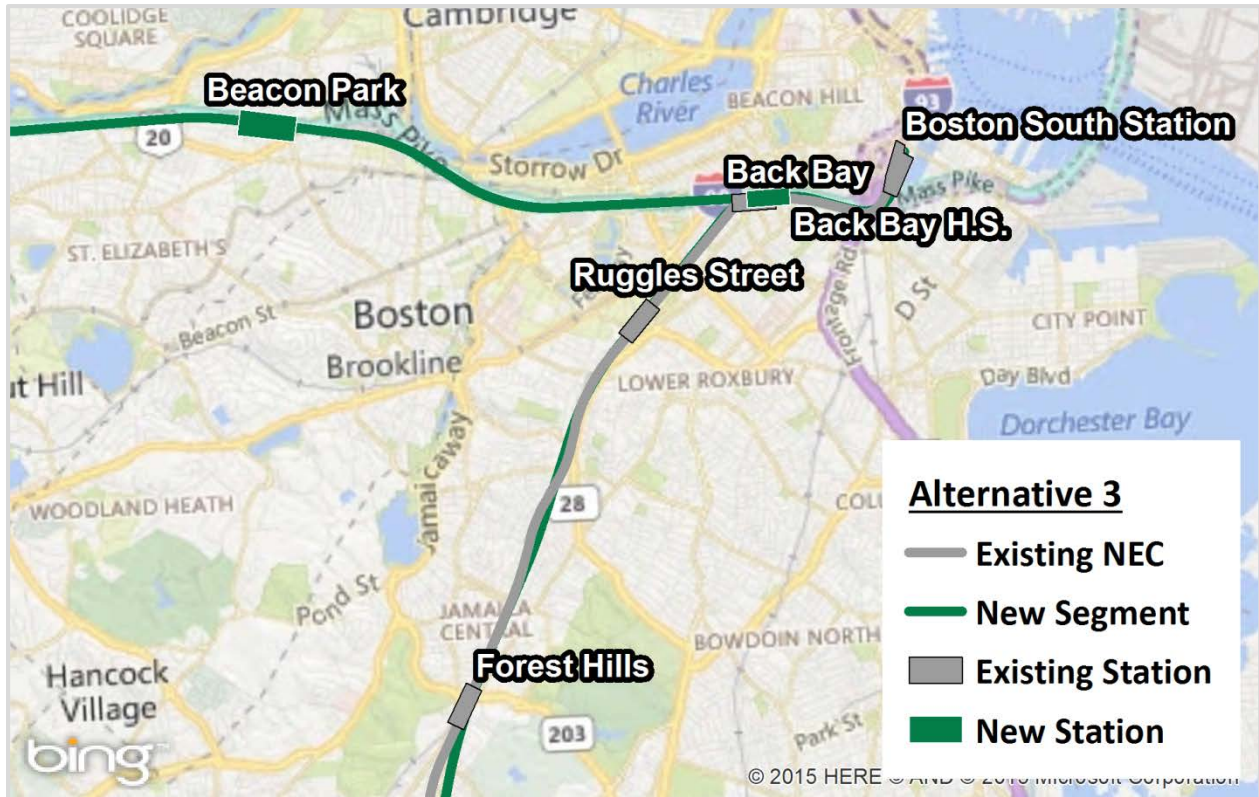 COOLIDGE
SQUARE
Cambridge
Beacon Park
20
Mass Pike
Charles
River
BEACON HILL
93
Boston South Station
Storrow Dr
Back Bay
Mass Pike
Back Bay H.S.
ST. ELIZABETH'S
Ruggles Street
Frontage Rd
D St
CITY POINT
Beacon St
Boston
Brookline
LOWER ROXBURY
Day Blvd
Dorchester Bay
Jamaicaway
WOODLAND HEATH
28
Pond St
JAMAICA
CENTRAL
BOWDOIN NORTH
Forest Hills
Hancock
Village
203
Park St
bing
Alternative 3
Existing NEC
New Segment
Existing Station
New Station
© 2015 HERE © AND © Microsoft Corporation